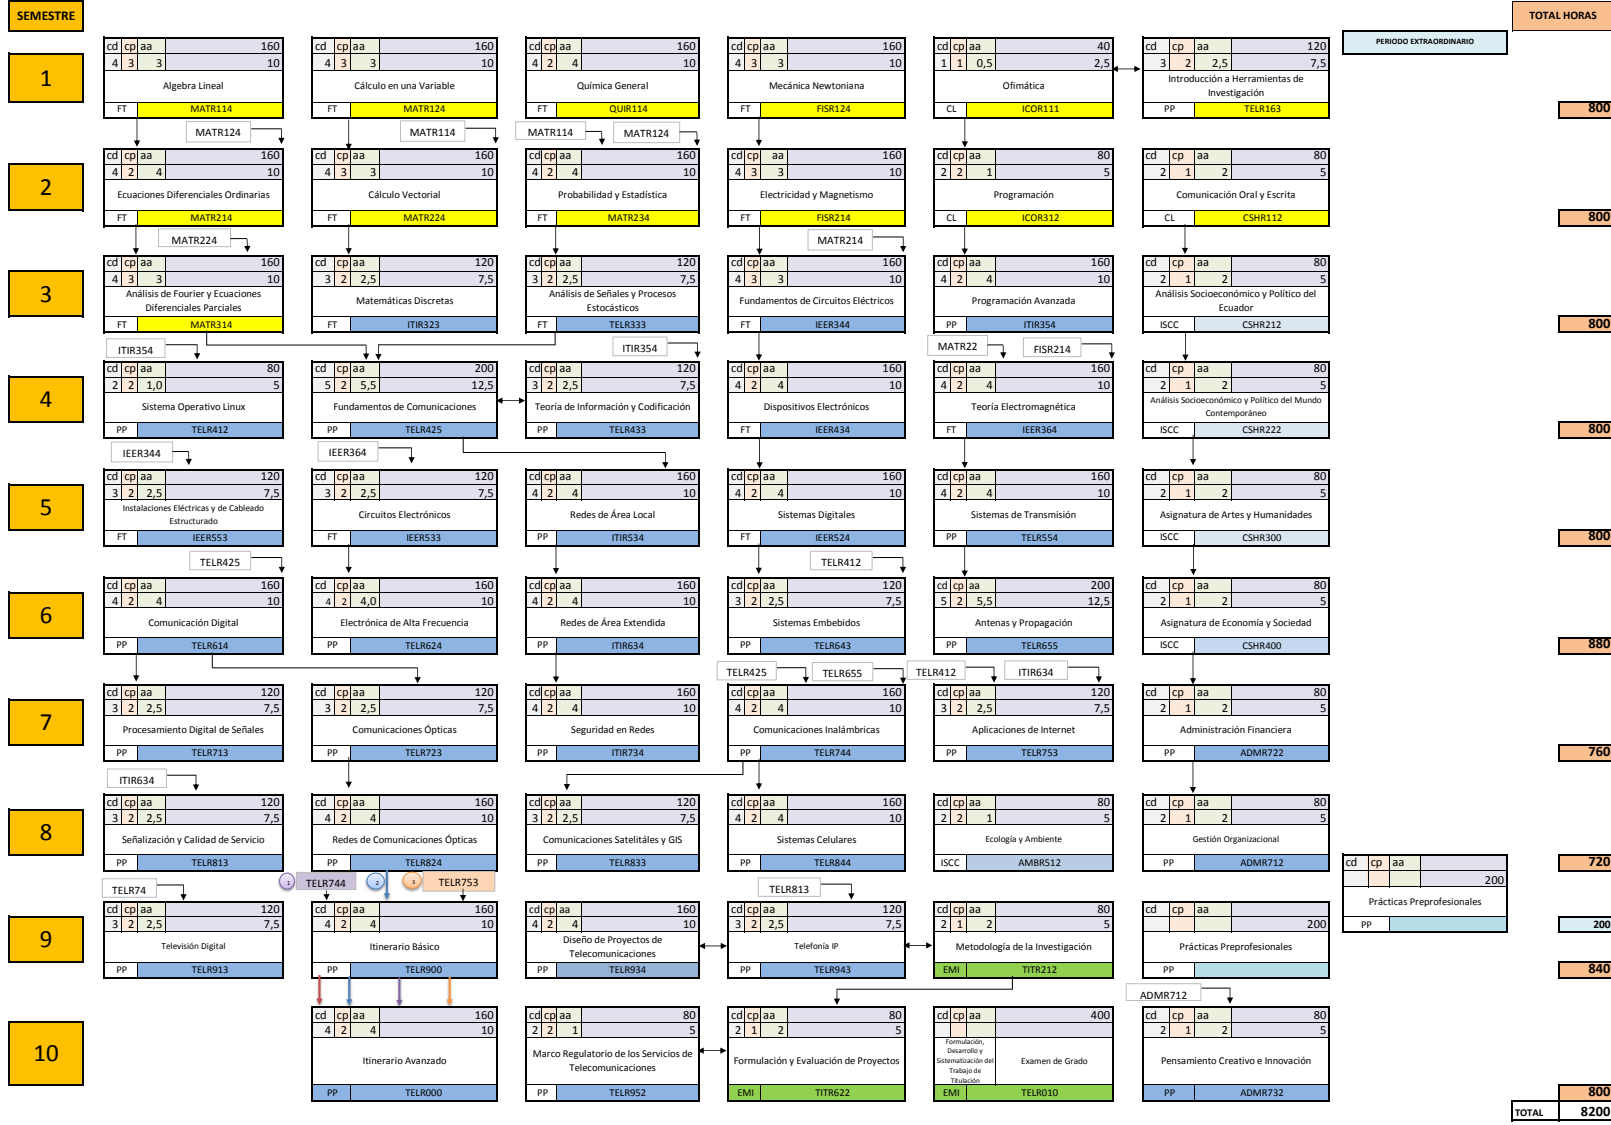 SEMESTRE
TOTAL HORAS
PERIODO EXTRAORDINARIO
1
cd cp aa 160
4 3 3 10
Algebra Lineal
FT MATR114
cd cp aa 160
4 3 3 10
Cálculo en una Variable
FT MATR124
cd cp aa 160
4 2 4 10
Química General
FT QUIR114
cd cp aa 160
4 3 3 10
Mecánica Newtoniana
FT FISR124
cd cp aa 40
1 1 0,5 2,5
Ofimática
CL ICOR111
cd cp aa 120
3 2 2,5 7,5
Introducción a Herramientas de
Investigación
PP TELR163
800
MATR124
MATR114
MATR114
MATR124
2
cd cp aa 160
4 2 4 10
Ecuaciones Diferenciales Ordinarias
FT MATR214
cd cp aa 160
4 3 3 10
Cálculo Vectorial
FT MATR224
cd cp aa 160
4 2 4 10
Probabilidad y Estadística
FT MATR234
cd cp aa 160
4 3 3 10
Electricidad y Magnetismo
FT FISR214
cd cp aa 80
2 2 1 5
Programación
CL ICOR312
cd cp aa 80
2 1 2 5
Comunicación Oral y Escrita
CL CSHR112
800
MATR224
MATR214
3
cd cp aa 160
4 3 3 10
Análisis de Fourier y Ecuaciones
Diferenciales Parciales
FT MATR314
cd cp aa 120
3 2 2,5 7,5
Matemáticas Discretas
FT ITIR323
cd cp aa 120
3 2 2,5 7,5
Análisis de Señales y Procesos
Estocásticos
FT TELR333
cd cp aa 160
4 3 3 10
Fundamentos de Circuitos Eléctricos
FT IEER344
cd cp aa 160
4 2 4 10
Programación Avanzada
PP ITIR354
cd cp aa 80
2 1 2 5
Análisis Socioeconómico y Político del
Ecuador
ISCC CSHR212
800
ITIR354
ITIR354
MATR22
FISR214
4
cd cp aa 80
2 2 1,0 5
Sistema Operativo Linux
PP TELR412
cd cp aa 200
5 2 5,5 12,5
Fundamentos de Comunicaciones
PP TELR425
cd cp aa 120
3 2 2,5 7,5
Teoría de Información y Codificación
PP TELR433
cd cp aa 160
4 2 4 10
Dispositivos Electrónicos
FT IEER434
cd cp aa 160
4 2 4 10
Teoría Electromagnética
FT IEER364
cd cp aa 80
2 1 2 5
Análisis Socioeconómico y Político del Mundo
Contemporáneo
ISCC CSHR222
800
IEER344
IEER364
5
cd cp aa 120
3 2 2,5 7,5
Instalaciones Eléctricas y de Cableado
Estructurado
FT IEER553
cd cp aa 120
3 2 2,5 7,5
Circuitos Electrónicos
FT IEER533
cd cp aa 160
4 2 4 10
Redes de Área Local
PP ITIR534
cd cp aa 160
4 2 4 10
Sistemas Digitales
FT IEER524
cd cp aa 160
4 2 4 10
Sistemas de Transmisión
PP TELR554
cd cp aa 80
2 1 2 5
Asignatura de Artes y Humanidades
ISCC CSHR300
800
TELR425
TELR412
6
cd cp aa 160
4 2 4 10
Comunicación Digital
PP TELR614
cd cp aa 160
4 2 4,0 10
Electrónica de Alta Frecuencia
PP TELR624
cd cp aa 160
4 2 4 10
Redes de Área Extendida
PP ITIR634
cd cp aa 120
3 2 2,5 7,5
Sistemas Embebidos
PP TELR643
cd cp aa 200
5 2 5,5 12,5
Antenas y Propagación
PP TELR655
cd cp aa 80
2 1 2 5
Asignatura de Economía y Sociedad
ISCC CSHR400
880
TELR425
TELR655
TELR412
ITIR634
7
cd cp aa 120
3 2 2,5 7,5
Procesamiento Digital de Señales
PP TELR713
cd cp aa 120
3 2 2,5 7,5
Comunicaciones Ópticas
PP TELR723
cd cp aa 160
4 2 4 10
Seguridad en Redes
PP ITIR734
cd cp aa 160
4 2 4 10
Comunicaciones Inalámbricas
PP TELR744
cd cp aa 120
3 2 2,5 7,5
Aplicaciones de Internet
PP TELR753
cd cp aa 80
2 1 2 5
Administración Financiera
PP ADMR722
760
ITIR634
8
cd cp aa 120
3 2 2,5 7,5
Señalización y Calidad de Servicio
PP TELR813
cd cp aa 160
4 2 4 10
Redes de Comunicaciones Ópticas
PP TELR824
cd cp aa 120
3 2 2,5 7,5
Comunicaciones Satelitáles y GIS
PP TELR833
cd cp aa 160
4 2 4 10
Sistemas Celulares
PP TELR844
cd cp aa 80
2 2 1 5
Ecología y Ambiente
ISCC AMBR512
cd cp aa 80
2 1 2 5
Gestión Organizacional
PP ADMR712
720
cd cp aa
200
Prácticas Preprofesionales
PP
200
TELR74
1 TELR744
2
3 TELR753
TELR813
9
cd cp aa 120
3 2 2,5 7,5
Televisión Digital
PP TELR913
cd cp aa 160
4 2 4 10
Itinerario Básico
PP TELR900
cd cp aa 160
4 2 4 10
Diseño de Proyectos de
Telecomunicaciones
PP TELR934
cd cp aa 120
3 2 2,5 7,5
Telefonía IP
PP TELR943
cd cp aa 80
2 1 2 5
Metodología de la Investigación
EMI TITR212
cd cp aa
200
Prácticas Preprofesionales
PP
840
ADMR712
10
cd cp aa 160
4 2 4 10
Itinerario Avanzado
PP TELR000
cd cp aa 80
2 2 1 5
Marco Regulatorio de los Servicios de
Telecomunicaciones
PP TELR952
cd cp aa 80
2 1 2 5
Formulación y Evaluación de Proyectos
EMI TITR622
cd cp aa 400
Formulación,
Desarrollo y
Sistematización del
Trabajo de
Titulación
Examen de Grado
EMI TELR010
cd cp aa 80
2 1 2 5
Pensamiento Creativo e Innovación
PP ADMR732
800
TOTAL 8200